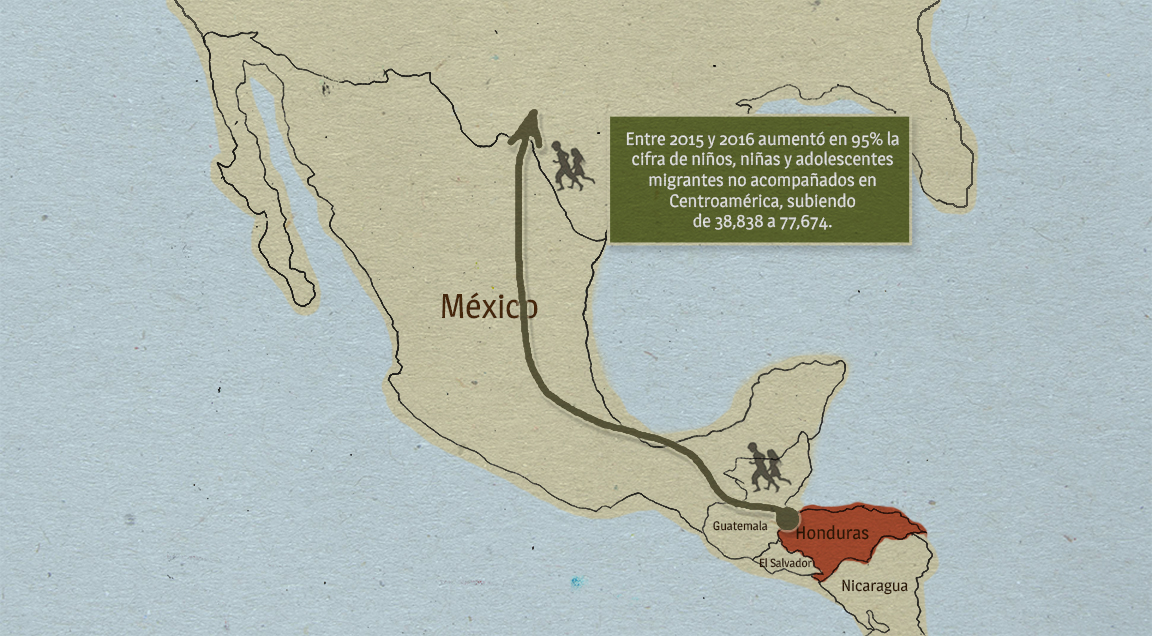 Entre 2015 y 2016 aumentó en 95% la
cifra de niños, niñas y adolescentes
migrantes no acompañados en
Centroamérica, subiendo
de 38,838 a 77,674.
México
Guatemala
Honduras
El Salvador
Nicaragua